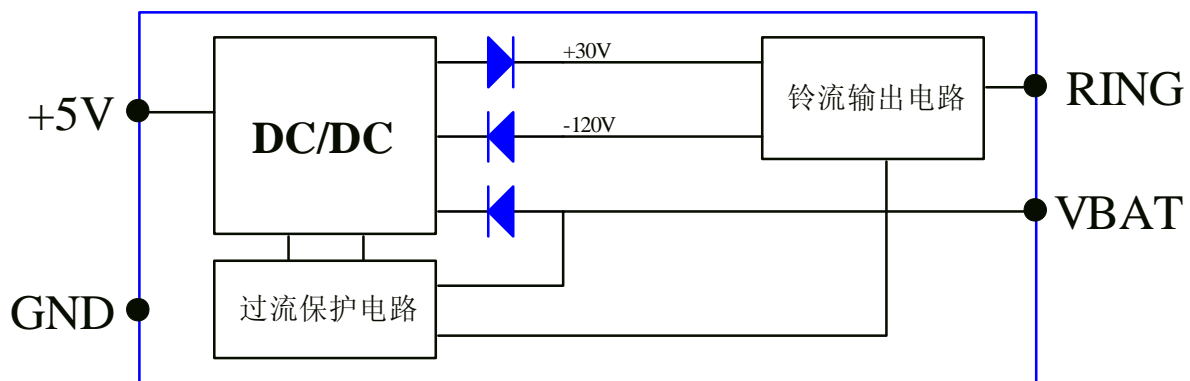 +30V
铃流输出电路
RING
+5V
DC/DC
-120V
VBAT
过流保护电路
GND